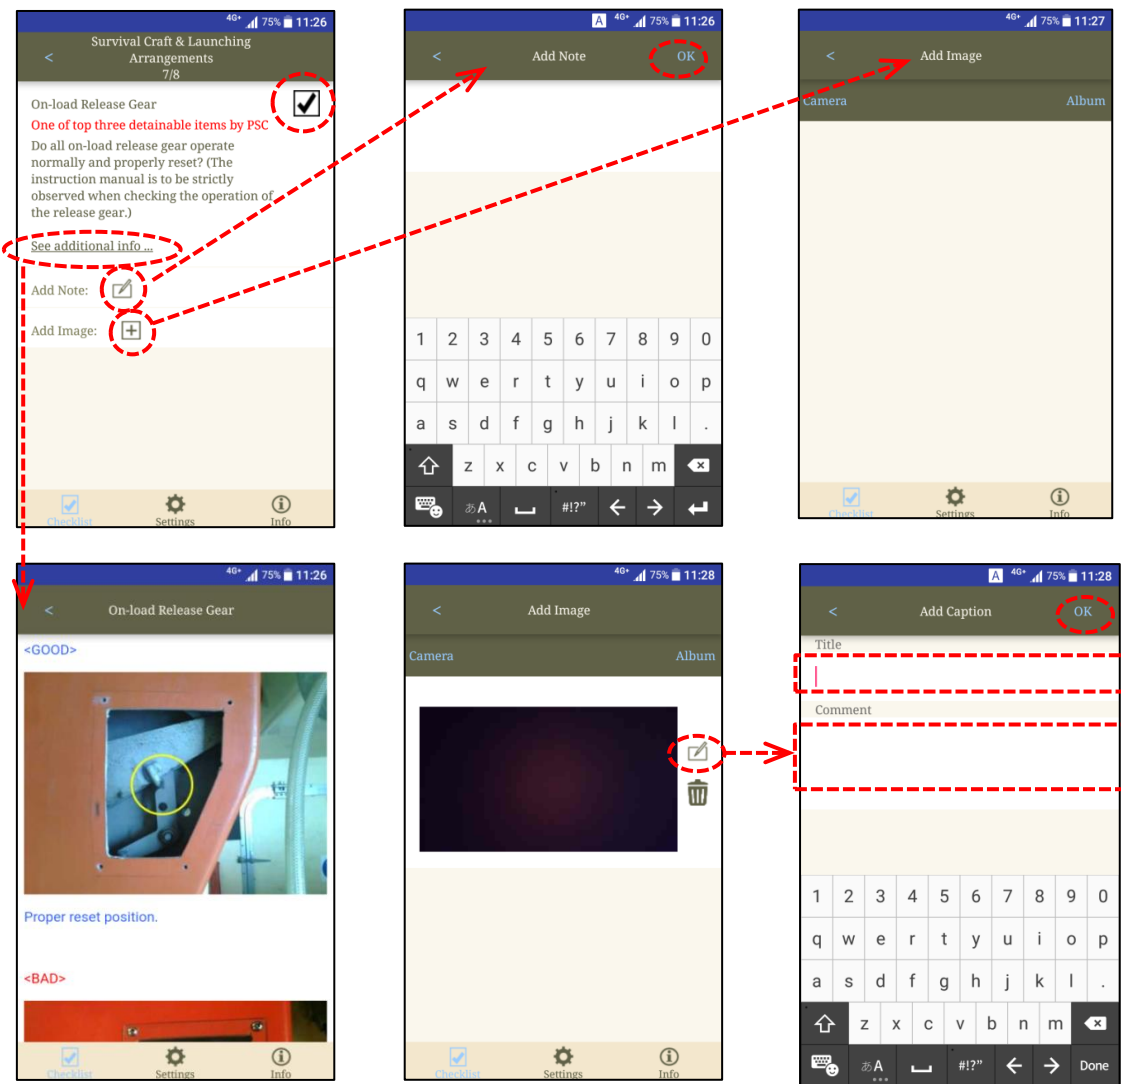 4G+ 75% 11:26
<
Survival Craft & Launching
Arrangements
7/8
On-load Release Gear
One of top three detainable items by PSC
Do all on-load release gear operate
normally and properly reset? (The
instruction manual is to be strictly
observed when checking the operation of
the release gear.)
See additional info ...
Add Note:
Add Image:
Checklist Settings Info
A 4G+ 75% 11:26
< Add Note OK
1 2 3 4 5 6 7 8 9 0
q w e r t y u i o p
a s d f g h j k l .
z x c v b n m
あA #!?”
4G+ 75% 11:27
< Add Image
Camera Album
Checklist Settings Info
4G+ 75% 11:26
< On-load Release Gear
<GOOD>
Proper reset position.
<BAD>
Checklist Settings Info
4G+ 75% 11:28
< Add Image
Camera Album
Checklist Settings Info
A 4G+ 75% 11:28
< Add Caption OK
Title
Comment
1 2 3 4 5 6 7 8 9 0
q w e r t y u i o p
a s d f g h j k l .
z x c v b n m
あA #!?” Done